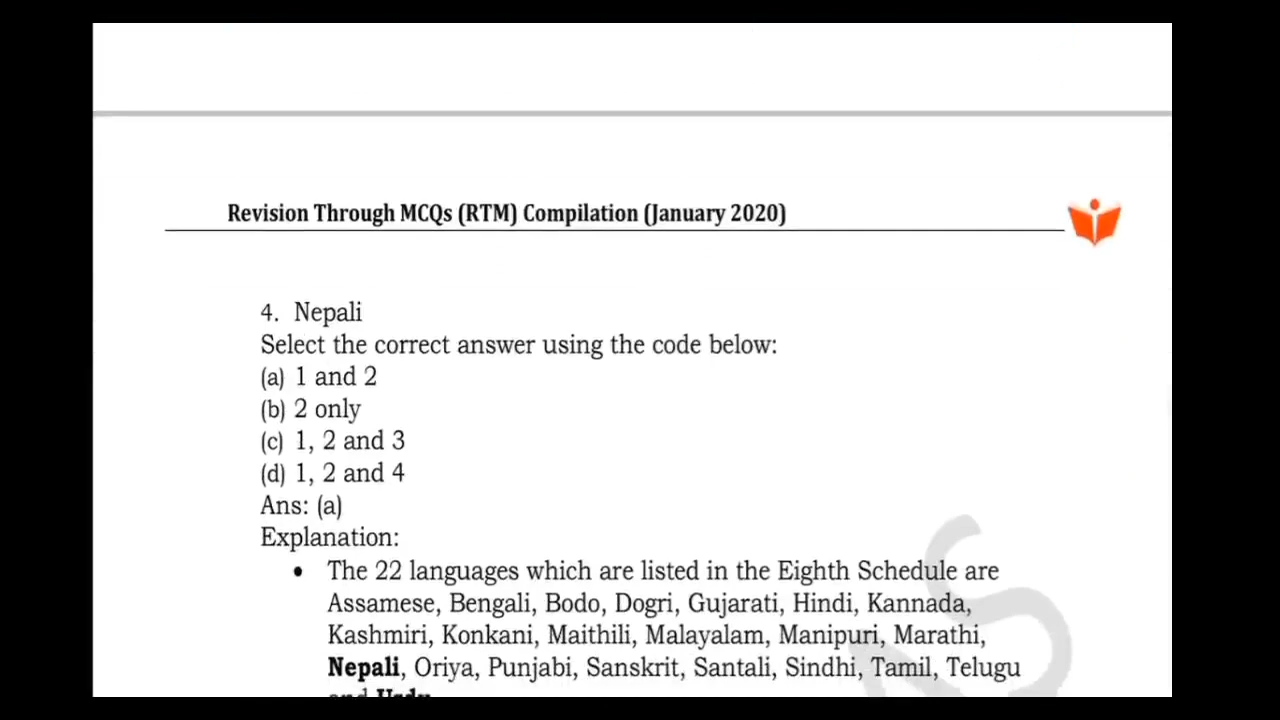 Revision Through MCQs (RTM) Compilation (January 2020)
4. Nepali
Select the correct answer using the code below:
(a) 1 and 2
(b) 2 only
(c) 1, 2 and 3
(d) 1, 2 and 4
Ans: (a)
Explanation:
• The 22 languages which are listed in the Eighth Schedule are
Assamese, Bengali, Bodo, Dogri, Gujarati, Hindi, Kannada,
Kashmiri, Konkani, Maithili, Malayalam, Manipuri, Marathi,
Nepali, Oriya, Punjabi, Sanskrit, Santali, Sindhi, Tamil, Telugu
and Urdu
AS